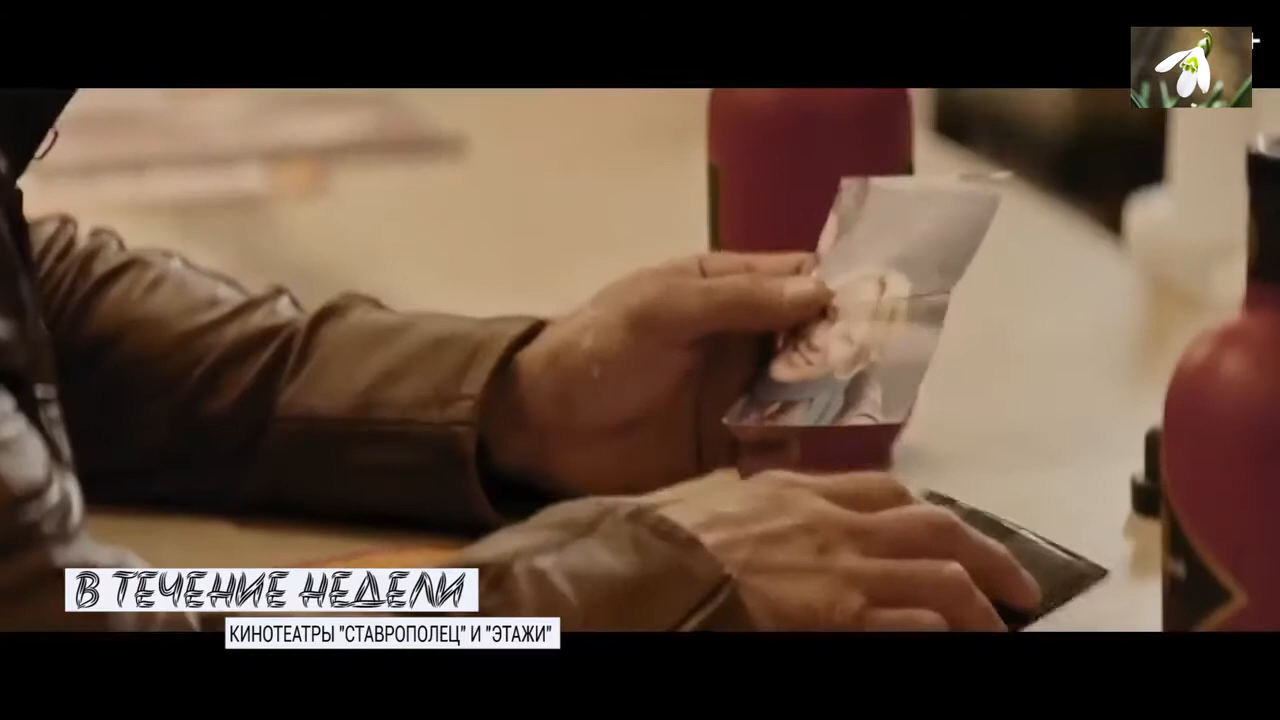 В ТЕЧЕНИЕ НЕДЕЛИ
КИНОТЕАТРЫ "СТАВРОПОЛЕЦ" И "ЭТАЖИ"